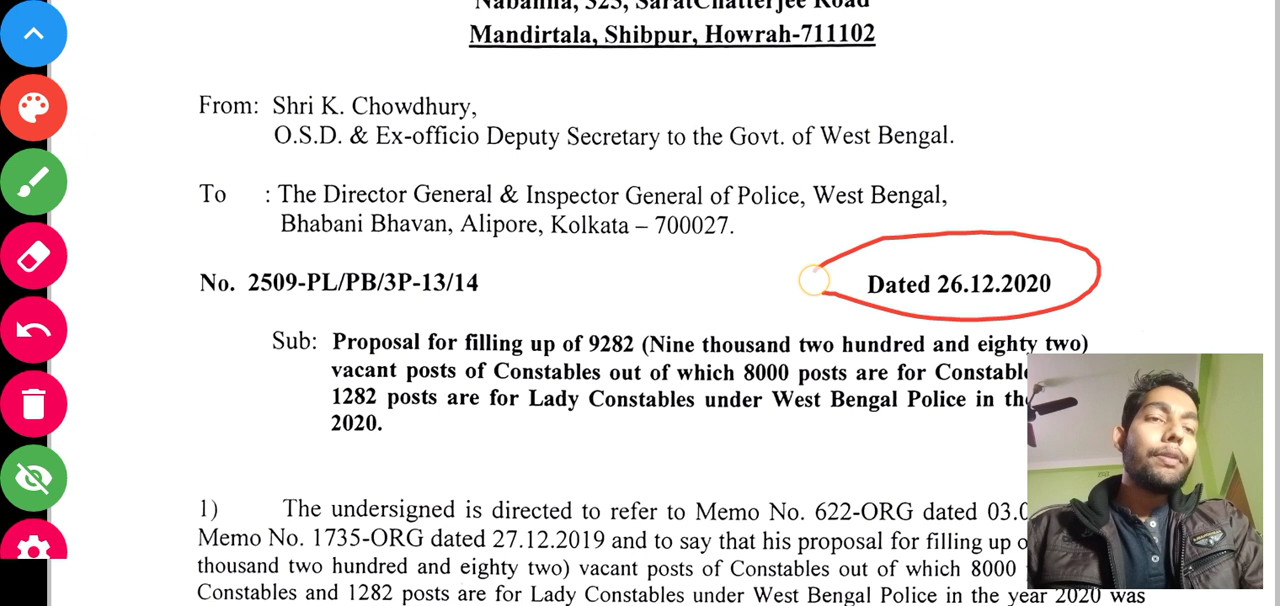 Nabanna, 325, SaratChatterjee Road
Mandirtala, Shibpur, Howrah-711102
From: Shri K. Chowdhury,
O.S.D. & Ex-officio Deputy Secretary to the Govt. of West Bengal.
To : The Director General & Inspector General of Police, West Bengal,
Bhabani Bhavan, Alipore, Kolkata – 700027.
No. 2509-PL/PB/3P-13/14 Dated 26.12.2020
Sub: Proposal for filling up of 9282 (Nine thousand two hundred and eighty two)
vacant posts of Constables out of which 8000 posts are for Constabl
1282 posts are for Lady Constables under West Bengal Police in th
2020.
1) The undersigned is directed to refer to Memo No. 622-ORG dated 03.0
Memo No. 1735-ORG dated 27.12.2019 and to say that his proposal for filling up o
thousand two hundred and eighty two) vacant posts of Constables out of which 8000
Constables and 1282 posts are for Lady Constables under West Bengal Police in the year 2020 was